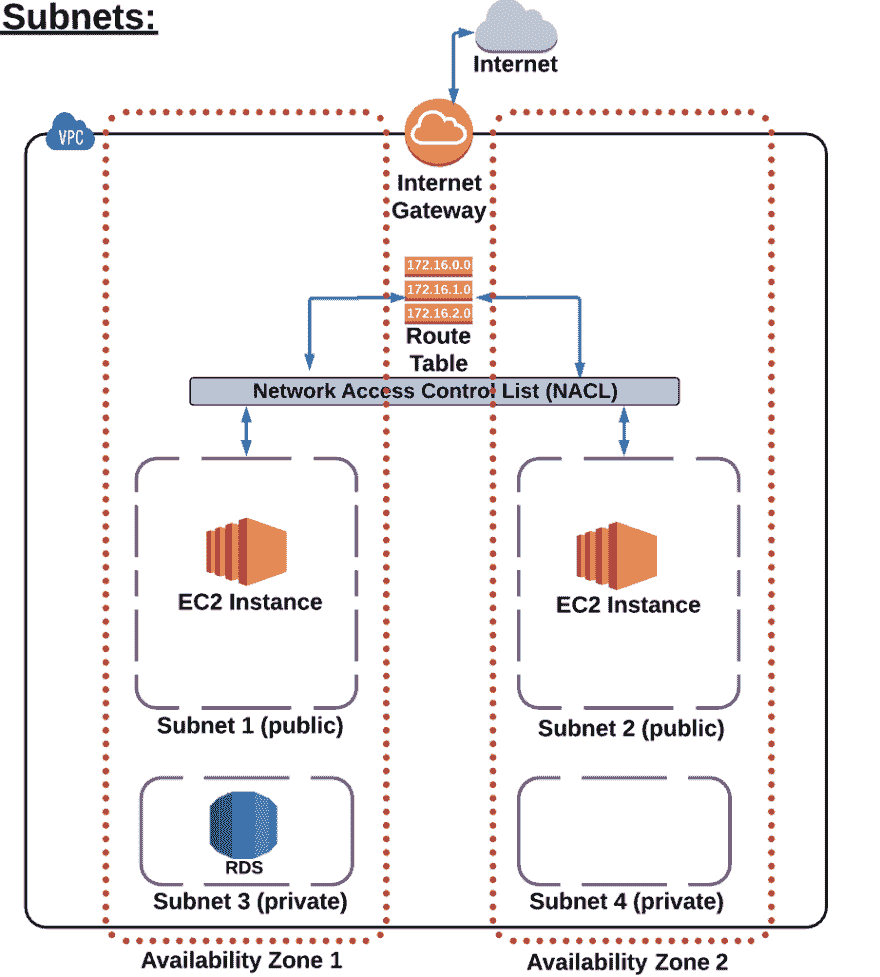 Subnets:
Internet
VPC
Internet
Gateway
172.16.0.0
172.16.1.0
172.16.2.0
Route
Table
Network Access Control List (NACL)
EC2 Instance
EC2 Instance
Subnet 1 (public)
Subnet 2 (public)
RDS
Subnet 3 (private)
Subnet 4 (private)
Availability Zone 1
Availability Zone 2